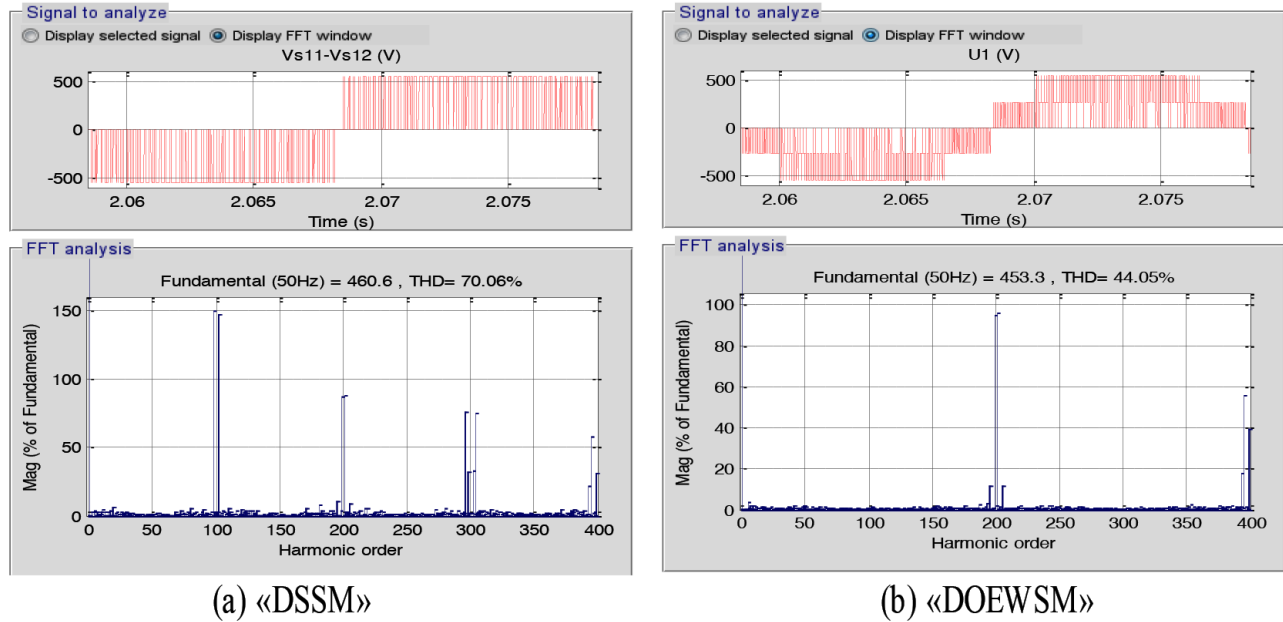 Signal to analyze
Display selected signal Display FFT window
Vs11-Vs12 (V)
500
0
-500
2.06 2.065 2.07 2.075
Time (s)
FFT analysis
Fundamental (50Hz) = 460.6 , THD= 70.06%
Mag (% of Fundamental)
150
100
50
0
0 50 100 150 200 250 300 350 400
Harmonic order
(a) «DSSM»
Signal to analyze
Display selected signal Display FFT window
U1 (V)
500
0
-500
2.06 2.065 2.07 2.075
Time (s)
FFT analysis
Fundamental (50Hz) = 453.3 , THD= 44.05%
Mag (% of Fundamental)
100
80
60
40
20
0
0 50 100 150 200 250 300 350 400
Harmonic order
(b) «DOEWSM»